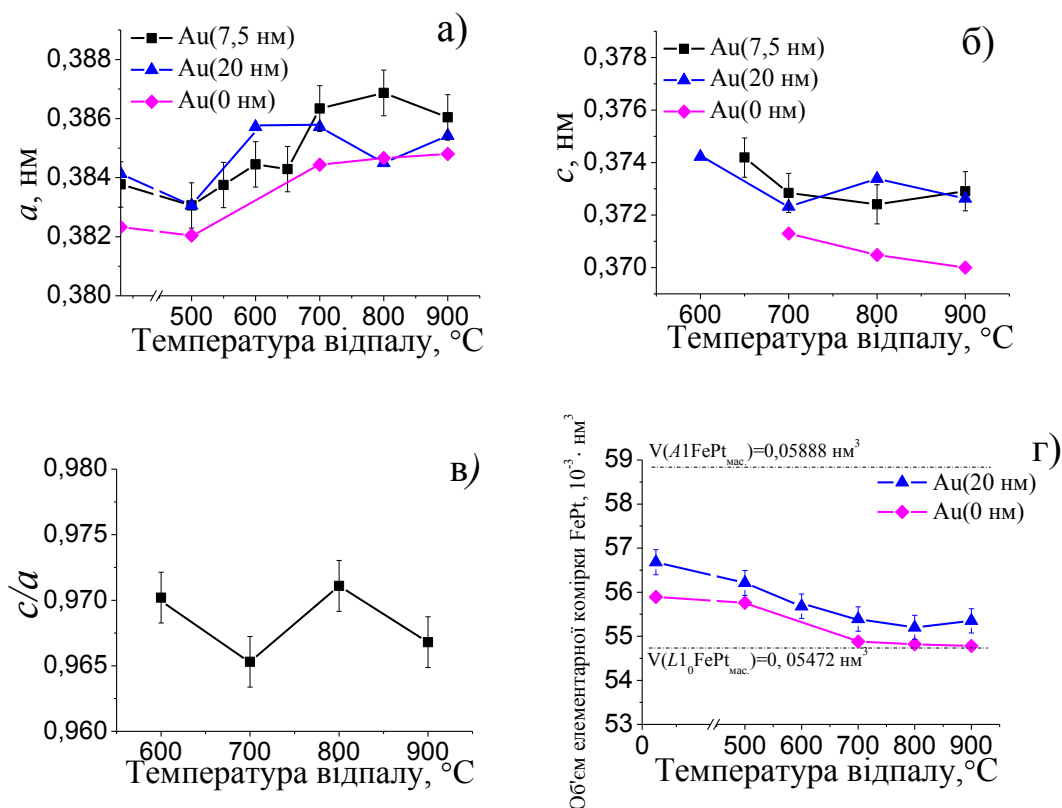 а)
Au(7,5 нм)
Au(20 нм)
Au(0 нм)
0,388
0,386
0,384
0,382
0,380
a, нм
500 600 700 800 900
Температура відпалу, °C
б)
Au(7,5 нм)
Au(20 нм)
Au(0 нм)
0,378
0,376
0,374
0,372
0,370
c, нм
600 700 800 900
Температура відпалу, °C
в)
0,980
0,975
0,970
0,965
0,960
c/a
600 700 800 900
Температура відпалу, °C
г)
V(A1FePtмас.)=0,05888 нм³
Au(20 нм)
Au(0 нм)
V(L1₀FePtмас.)=0, 05472 нм³
59
58
57
56
55
54
53
Об'єм елементарної комірки FePt, 10⁻³ · нм³
0 500 600 700 800 900
Температура відпалу,°C